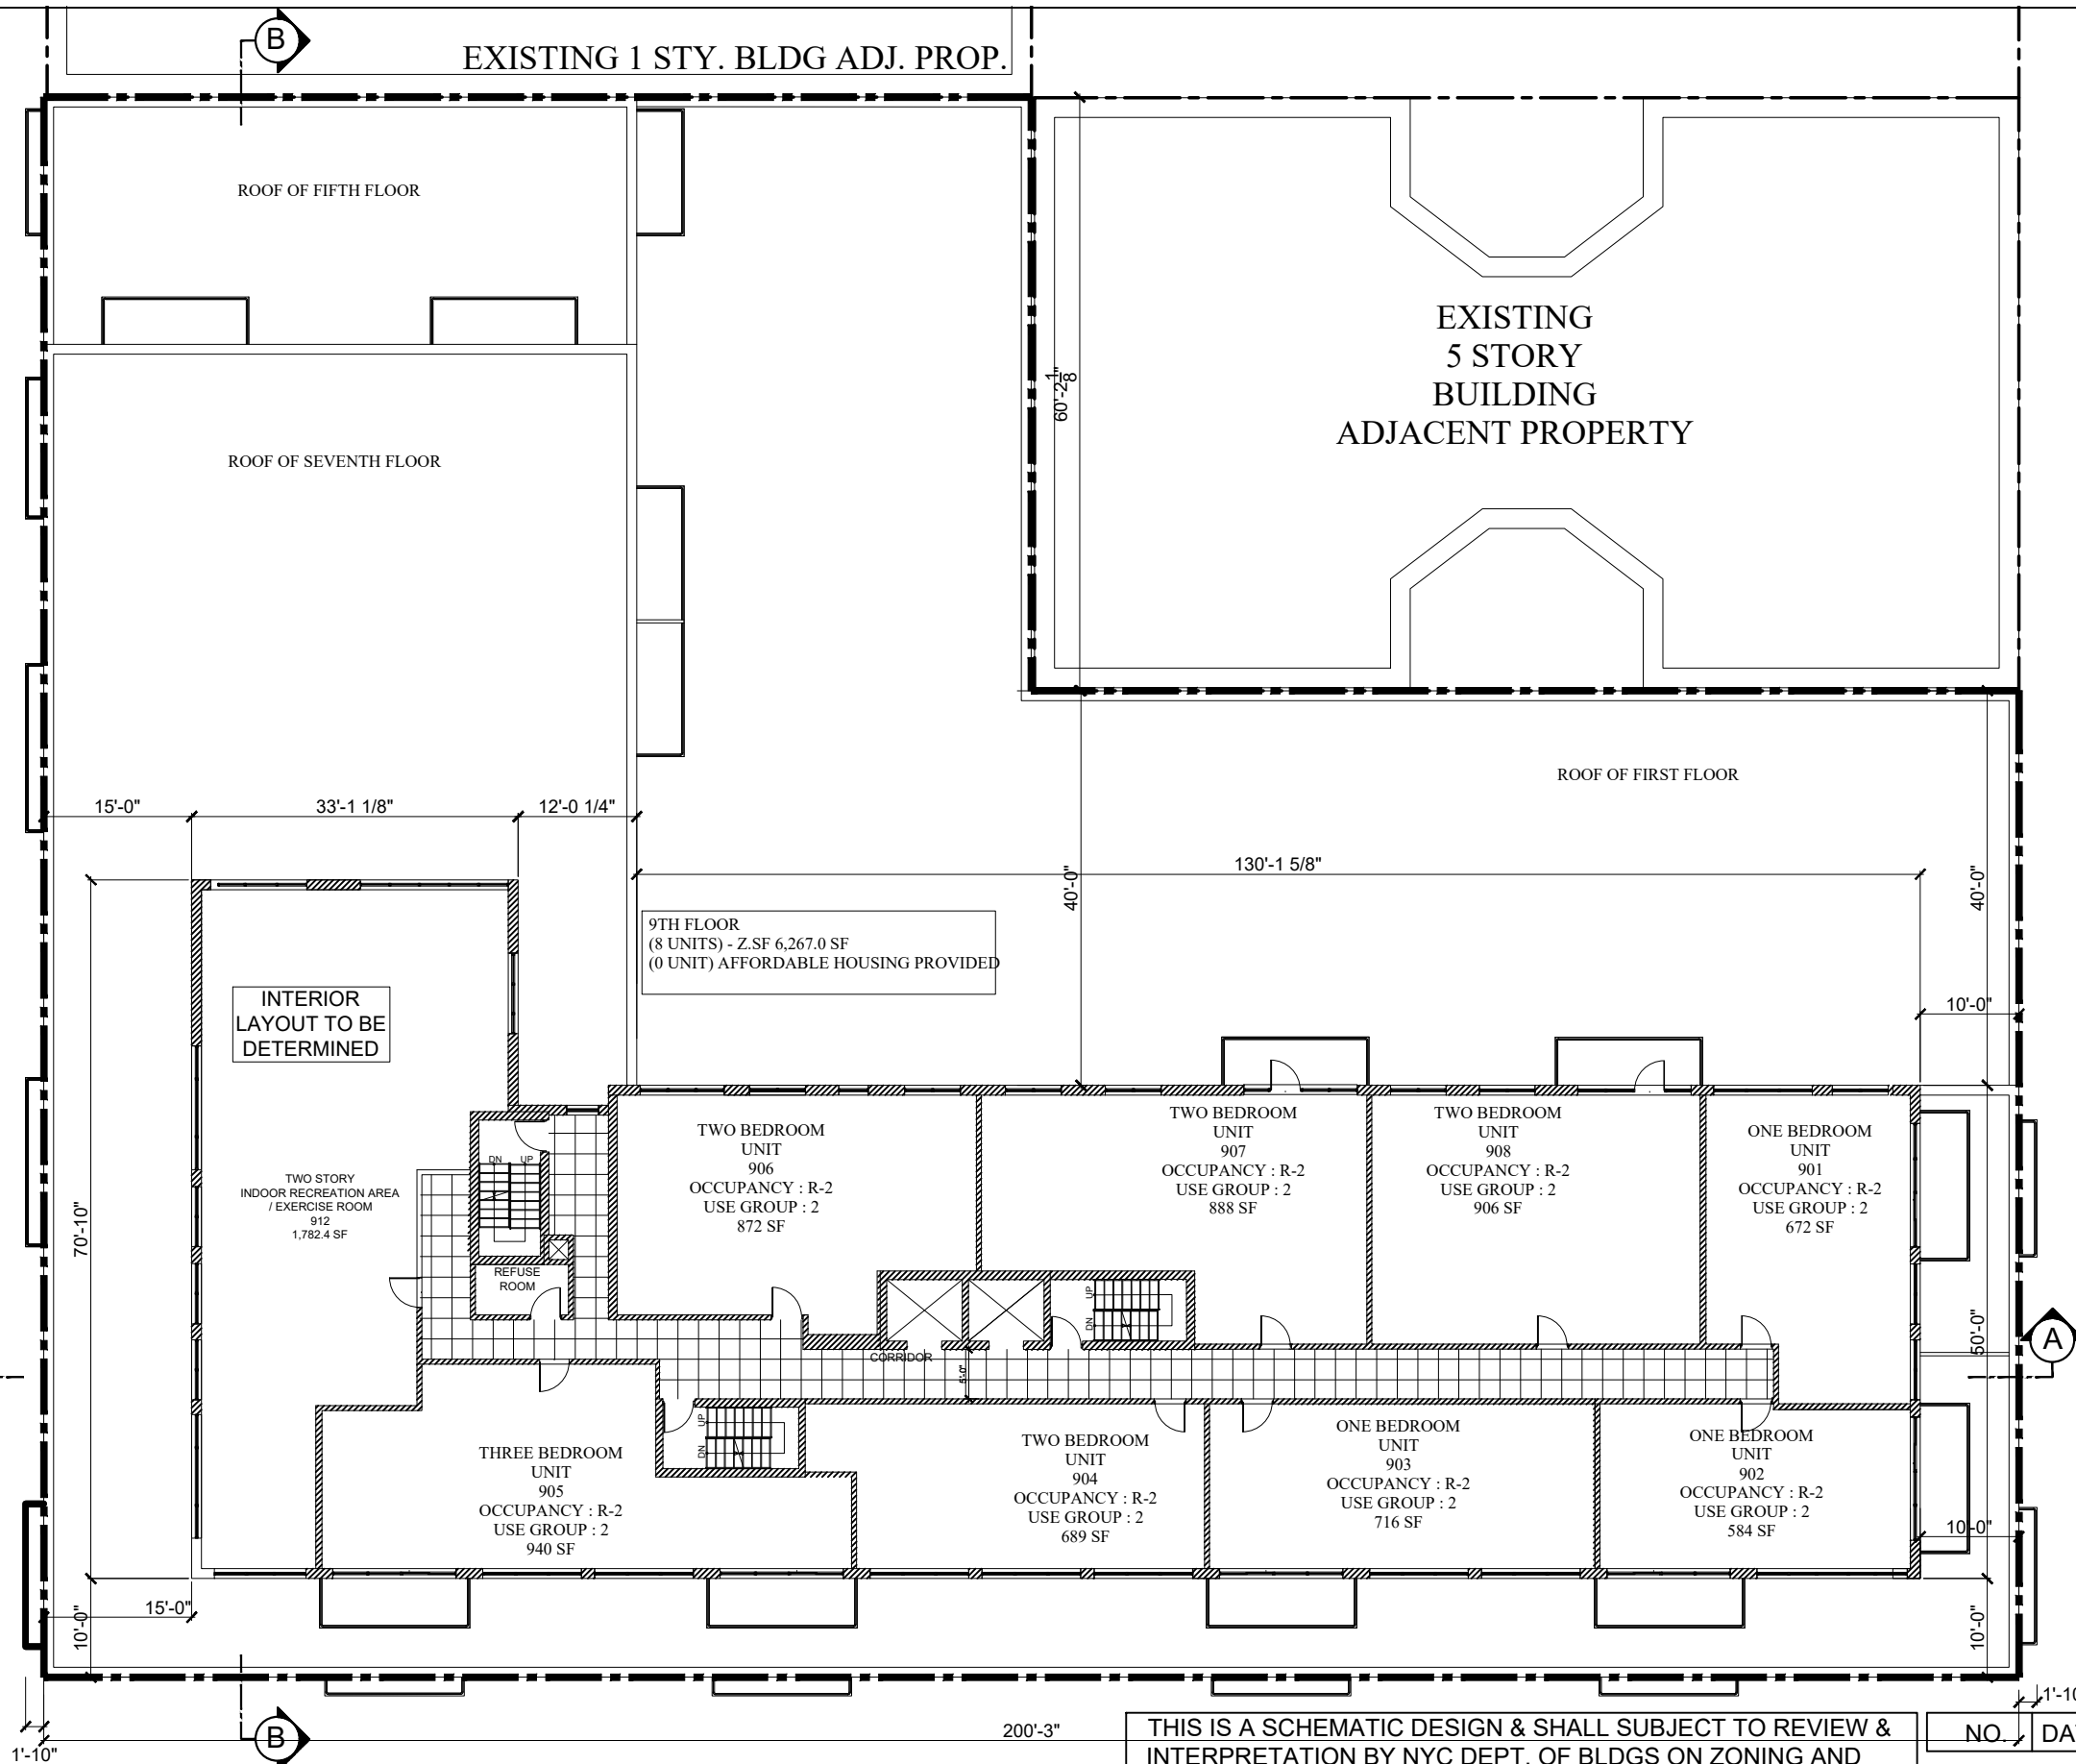 B
EXISTING 1 STY. BLDG ADJ. PROP.
ROOF OF FIFTH FLOOR
EXISTING
5 STORY
BUILDING
ADJACENT PROPERTY
60'-2 1/8"
ROOF OF SEVENTH FLOOR
ROOF OF FIRST FLOOR
15'-0"
33'-1 1/8"
12'-0 1/4"
130'-1 5/8"
40'-0"
40'-0"
9TH FLOOR
(8 UNITS) - Z.SF 6,267.0 SF
(0 UNIT) AFFORDABLE HOUSING PROVIDED
10'-0"
INTERIOR
LAYOUT TO BE
DETERMINED
TWO STORY
INDOOR RECREATION AREA
/ EXERCISE ROOM
912
1,782.4 SF
70'-10"
DN
UP
REFUSE
ROOM
TWO BEDROOM
UNIT
906
OCCUPANCY : R-2
USE GROUP : 2
872 SF
TWO BEDROOM
UNIT
907
OCCUPANCY : R-2
USE GROUP : 2
888 SF
TWO BEDROOM
UNIT
908
OCCUPANCY : R-2
USE GROUP : 2
906 SF
ONE BEDROOM
UNIT
901
OCCUPANCY : R-2
USE GROUP : 2
672 SF
UP
DN
CORRIDOR
5'-0"
50'-0"
A
UP
DN
THREE BEDROOM
UNIT
905
OCCUPANCY : R-2
USE GROUP : 2
940 SF
TWO BEDROOM
UNIT
904
OCCUPANCY : R-2
USE GROUP : 2
689 SF
ONE BEDROOM
UNIT
903
OCCUPANCY : R-2
USE GROUP : 2
716 SF
ONE BEDROOM
UNIT
902
OCCUPANCY : R-2
USE GROUP : 2
584 SF
10'-0"
15'-0"
10'-0"
10'-0"
B
1'-10"
200'-3"
1'-10
THIS IS A SCHEMATIC DESIGN & SHALL SUBJECT TO REVIEW &
INTERPRETATION BY NYC DEPT. OF BLDGS ON ZONING AND
NO.